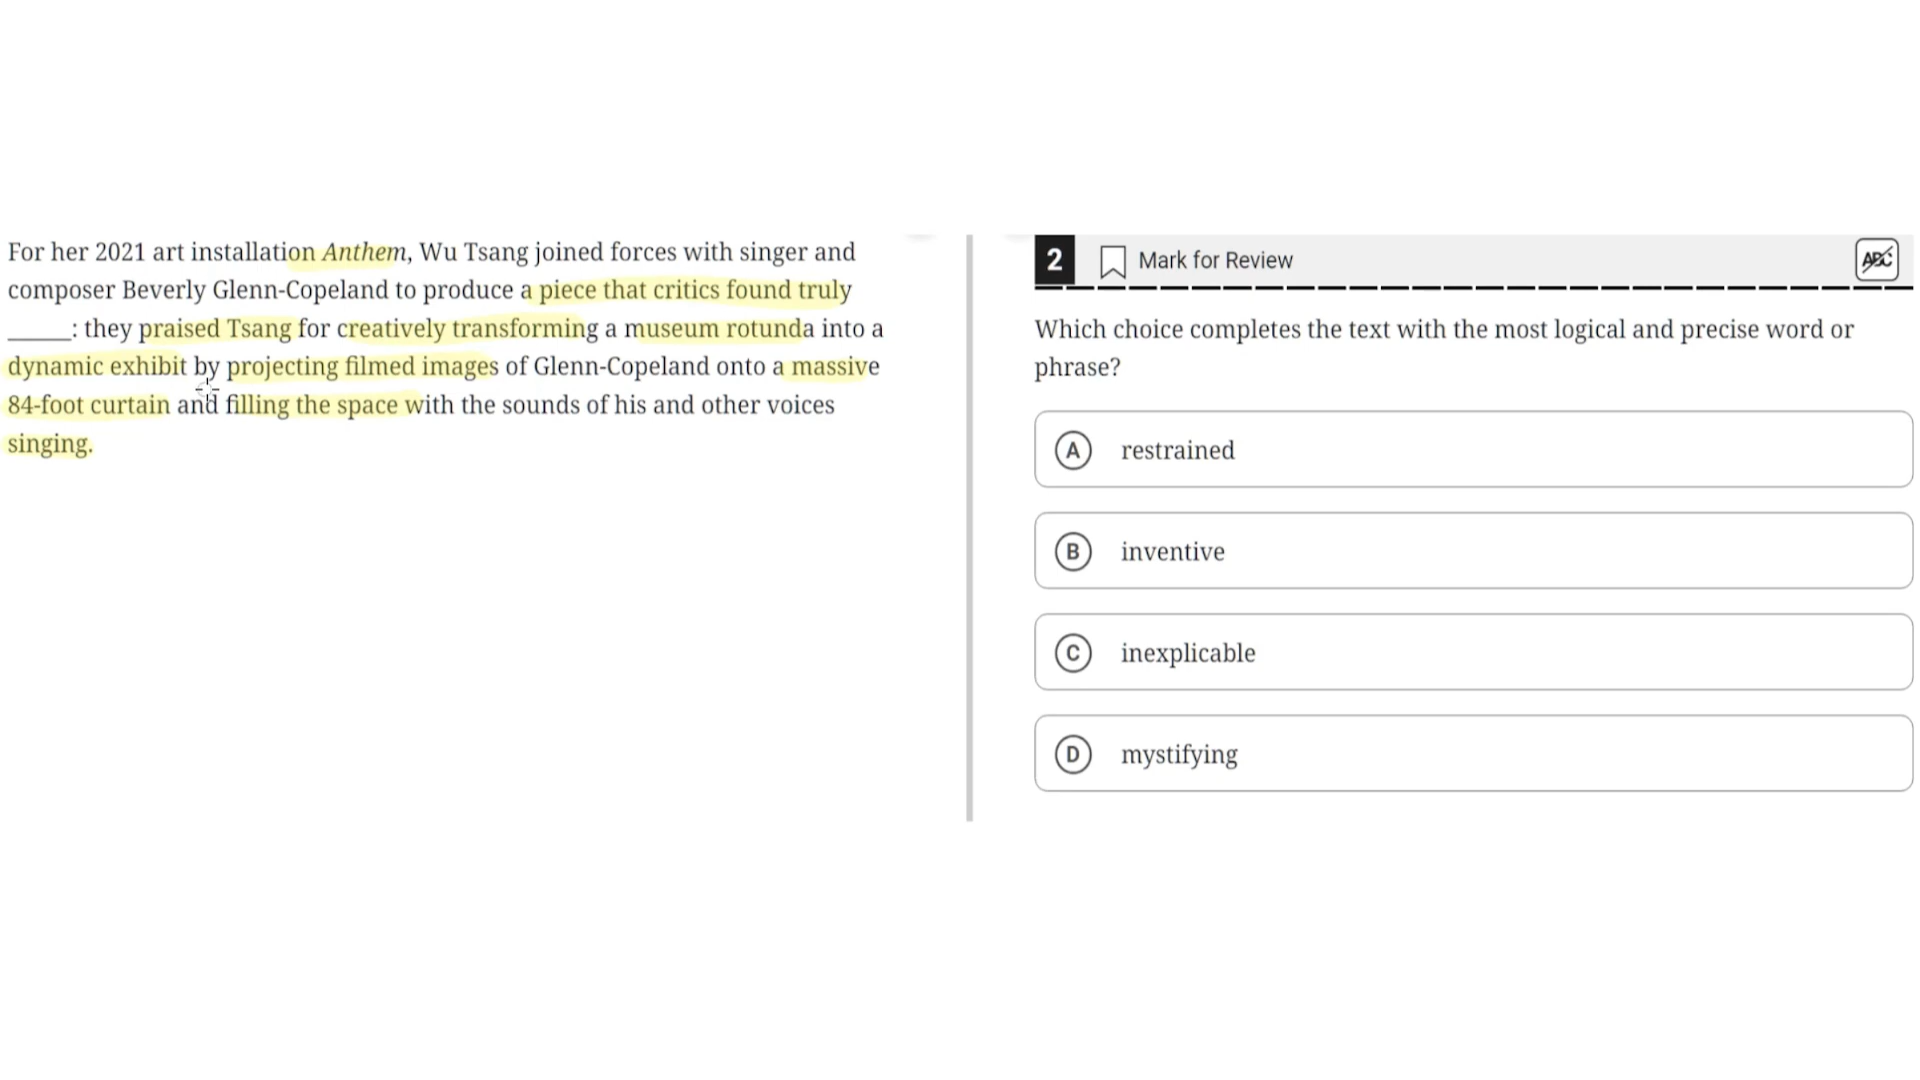 For her 2021 art installation Anthem, Wu Tsang joined forces with singer and
composer Beverly Glenn-Copeland to produce a piece that critics found truly
_____: they praised Tsang for creatively transforming a museum rotunda into a
dynamic exhibit by projecting filmed images of Glenn-Copeland onto a massive
84-foot curtain and filling the space with the sounds of his and other voices
singing.
2 Mark for Review ABC
Which choice completes the text with the most logical and precise word or
phrase?
A restrained
B inventive
C inexplicable
D mystifying